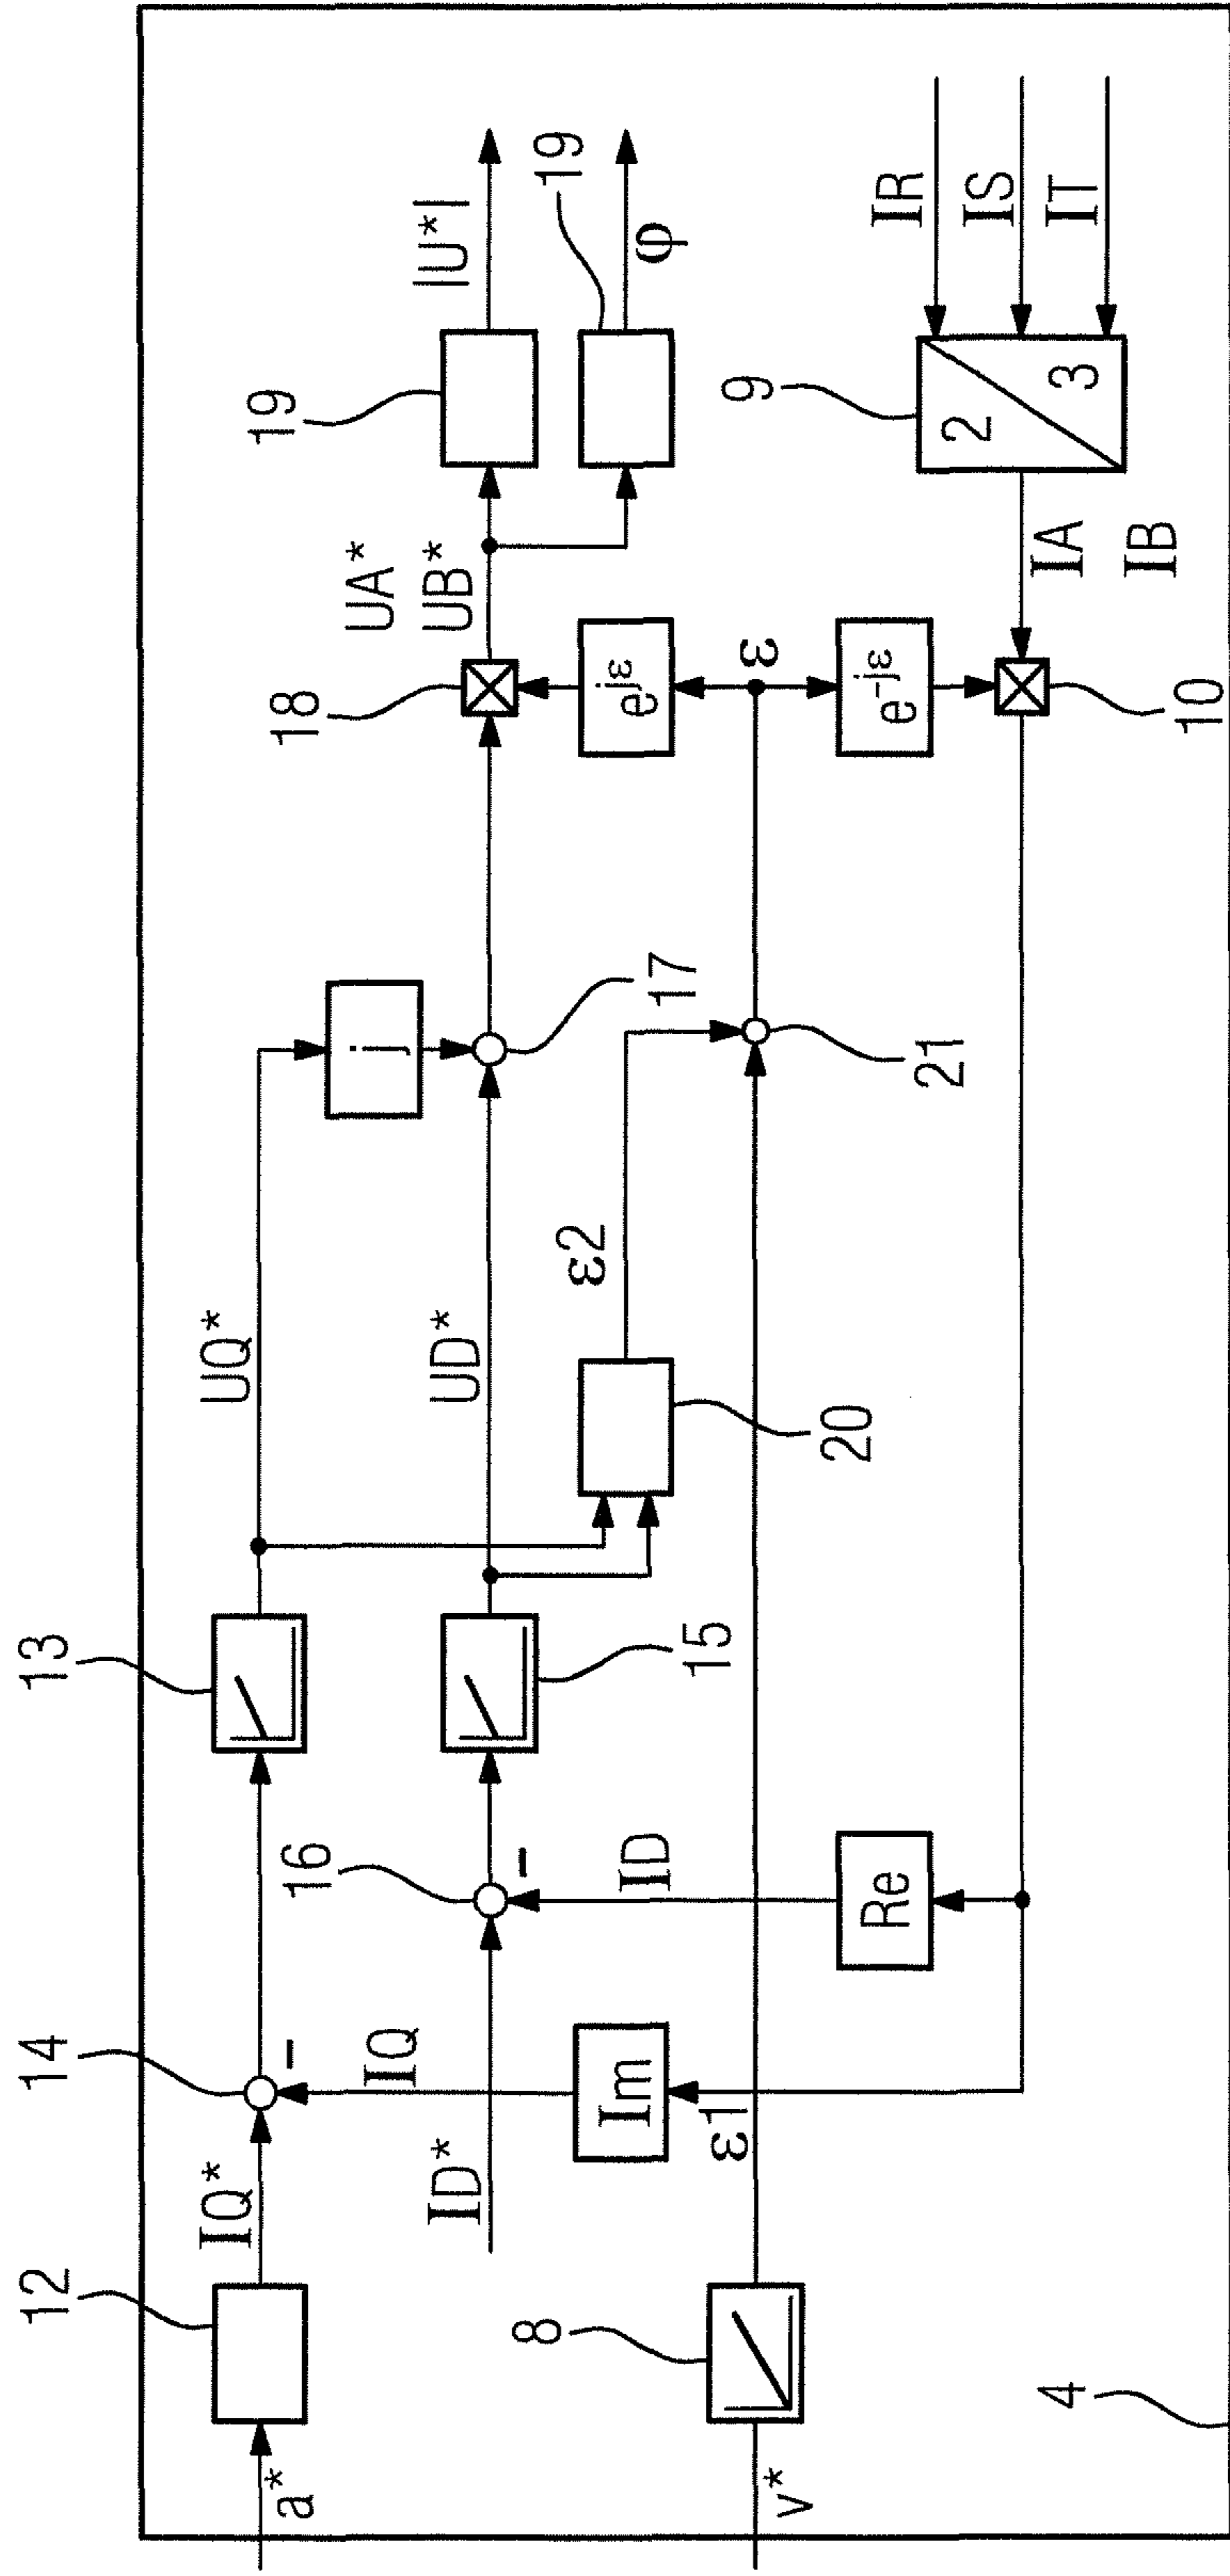 12
14
13
a*
IQ*
−
UQ*
IQ
16
−
ID*
UD*
j
18
UA*
UB*
19
|U*|
15
17
ε2
20
19
φ
Im
ID
ε1
8
v*
Re
21
ε
e^jε
e^-jε
9
2
3
IR
IS
IT
IA
IB
10
4